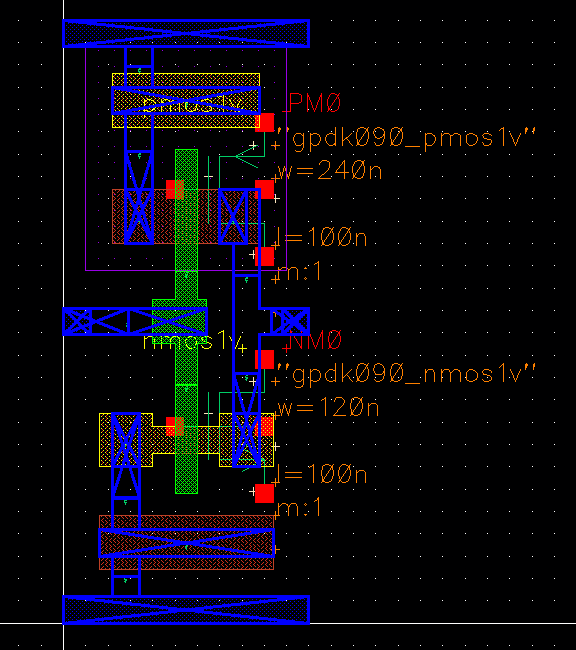 pmos1v
PM0
"gpdk090_pmos1v"
w=240n
l=100n
m:1
nmos1v
NM0
"gpdk090_nmos1v"
w=120n
l=100n
m:1